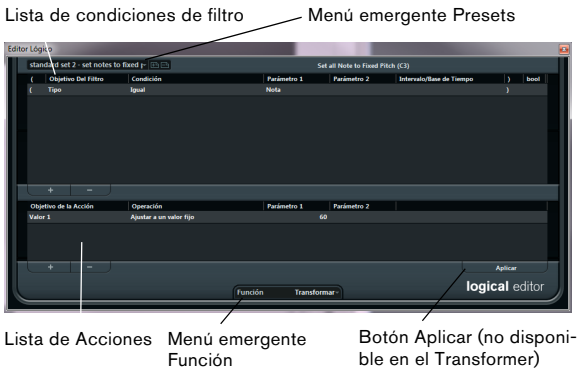 Lista de condiciones de filtro
Menú emergente Presets
Editor Lógico
standard set 2 - set notes to fixed p
Set all Note to Fixed Pitch (C3)
( Objetivo Del Filtro Condición Parámetro 1 Parámetro 2 Intervalo/Base de Tiempo ) bool
( Tipo Igual Nota )
+ −
Objetivo de la Acción Operación Parámetro 1 Parámetro 2
Valor 1 Ajustar a un valor fijo 60
+ −
Aplicar
Función Transformar
logical editor
Lista de Acciones
Menú emergente
Función
Botón Aplicar (no disponi-
ble en el Transformer)